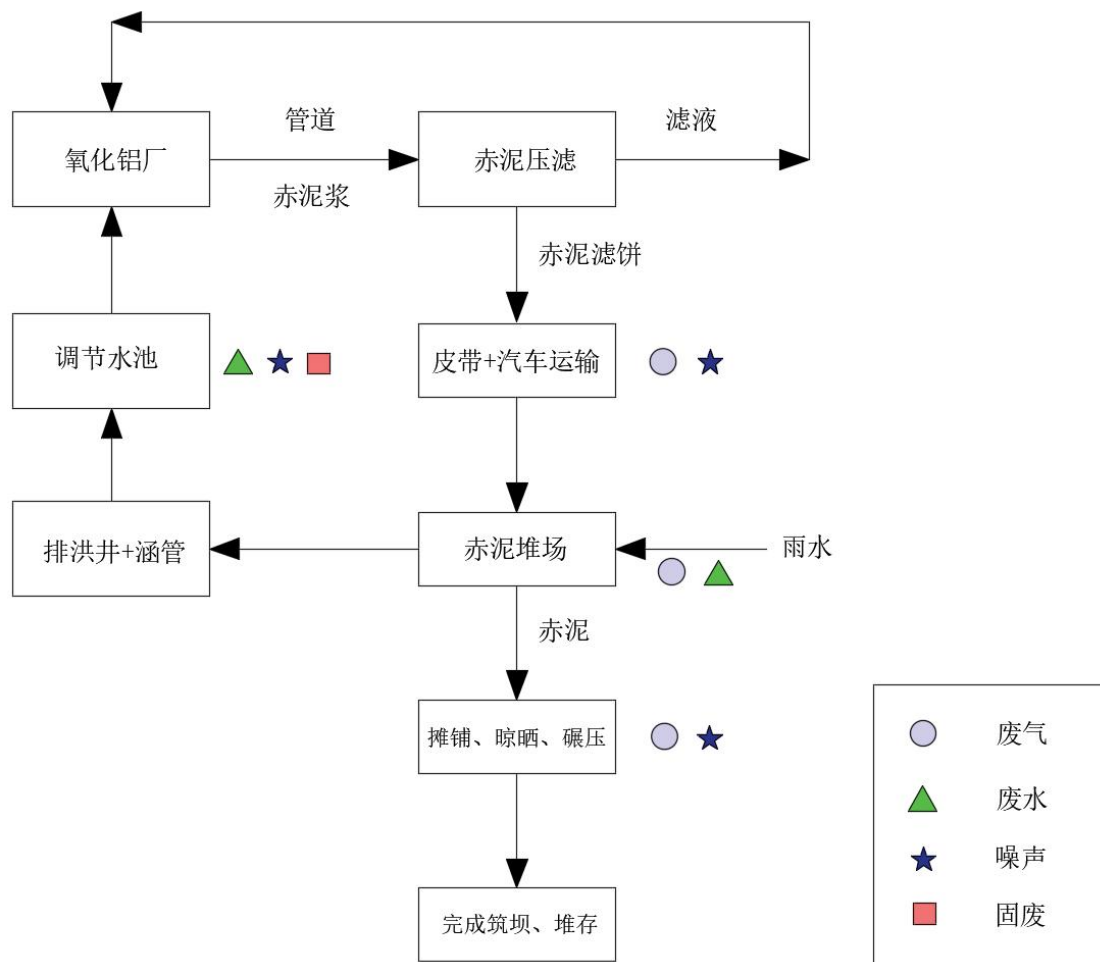 管道
滤液
氧化铝厂
赤泥压滤
赤泥浆
赤泥滤饼
调节水池
皮带+汽车运输
排洪井+涵管
赤泥堆场
雨水
赤泥
摊铺、晾晒、碾压
废气
废水
噪声
固废
完成筑坝、堆存